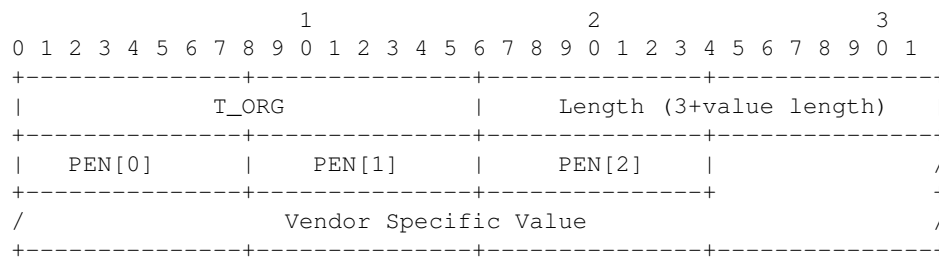 1                   2                   3
0 1 2 3 4 5 6 7 8 9 0 1 2 3 4 5 6 7 8 9 0 1 2 3 4 5 6 7 8 9 0 1
+---------------+---------------+---------------+---------------
|             T_ORG             |     Length (3+value length)
+---------------+---------------+---------------+---------------
|   PEN[0]      |    PEN[1]     |     PEN[2]    |               /
+---------------+---------------+---------------+               -
/                  Vendor Specific Value                        /
+---------------+---------------+---------------+---------------